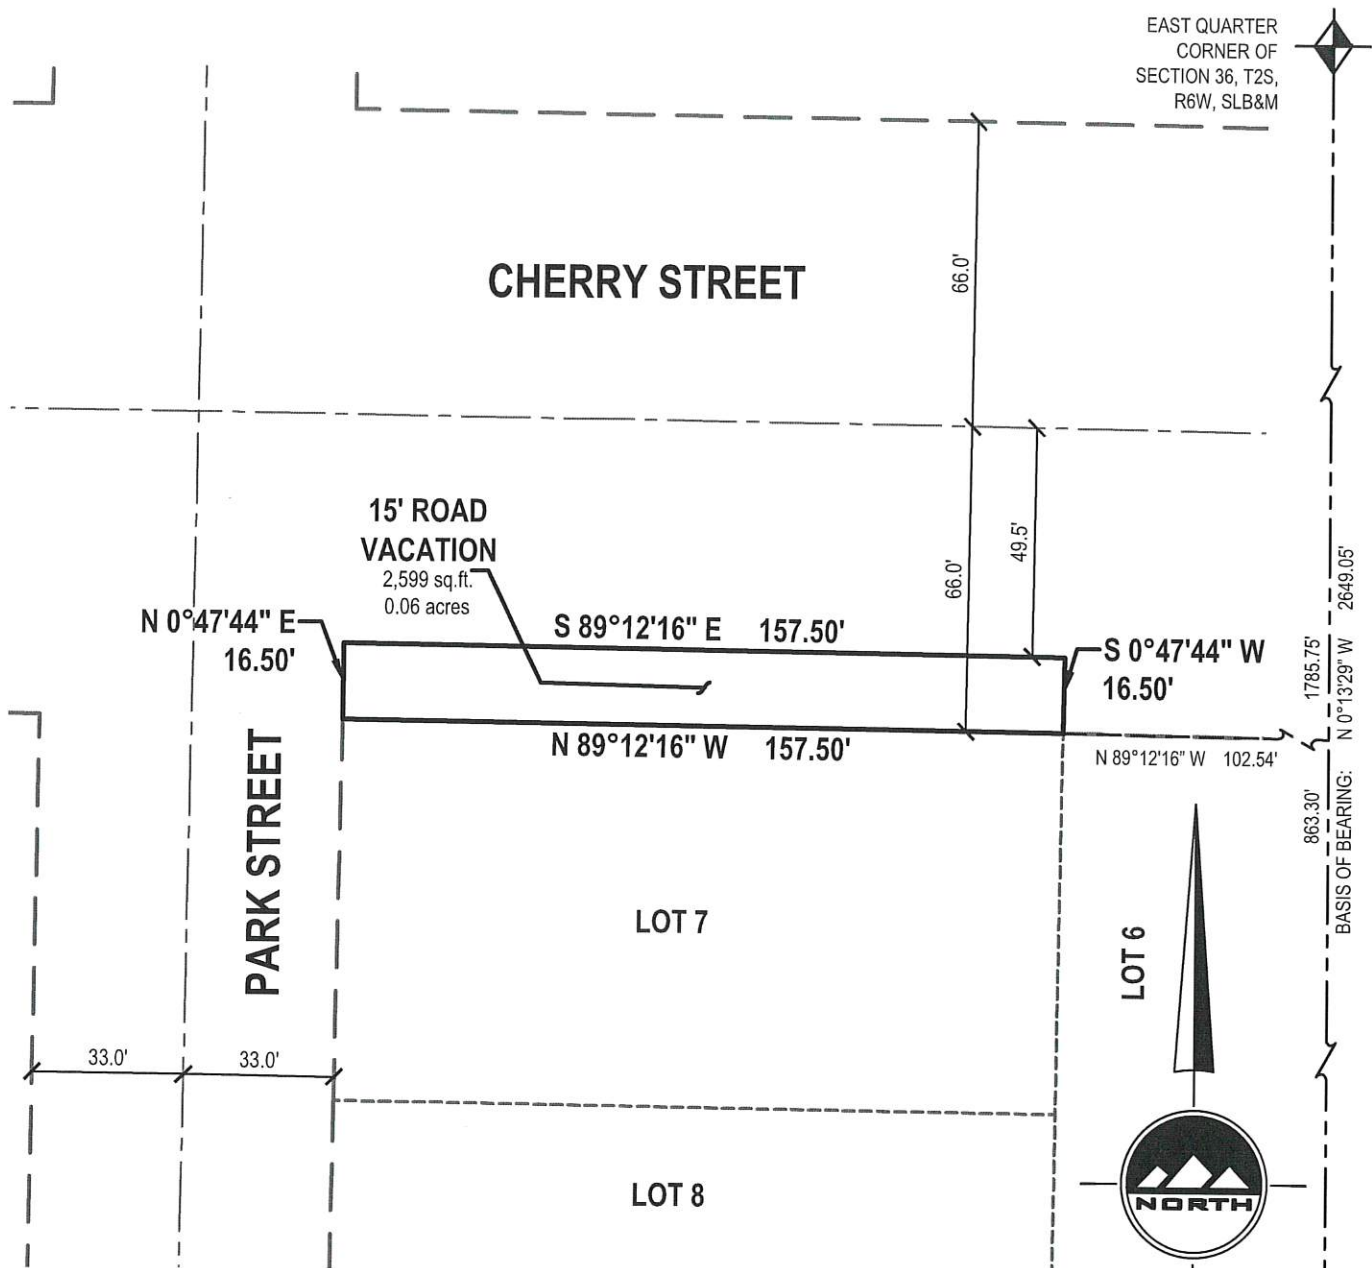 EAST QUARTER
CORNER OF
SECTION 36, T2S,
R6W, SLB&M
CHERRY STREET
66.0'
15' ROAD
VACATION
2,599 sq.ft.
0.06 acres
49.5'
66.0'
N 0°47'44" E
16.50'
S 89°12'16" E 157.50'
S 0°47'44" W
16.50'
N 89°12'16" W 157.50'
N 89°12'16" W 102.54'
1785.75'
863.30'
BASIS OF BEARING: N 0°13'29" W 2649.05'
PARK STREET
LOT 7
LOT 6
33.0'
33.0'
LOT 8
NORTH